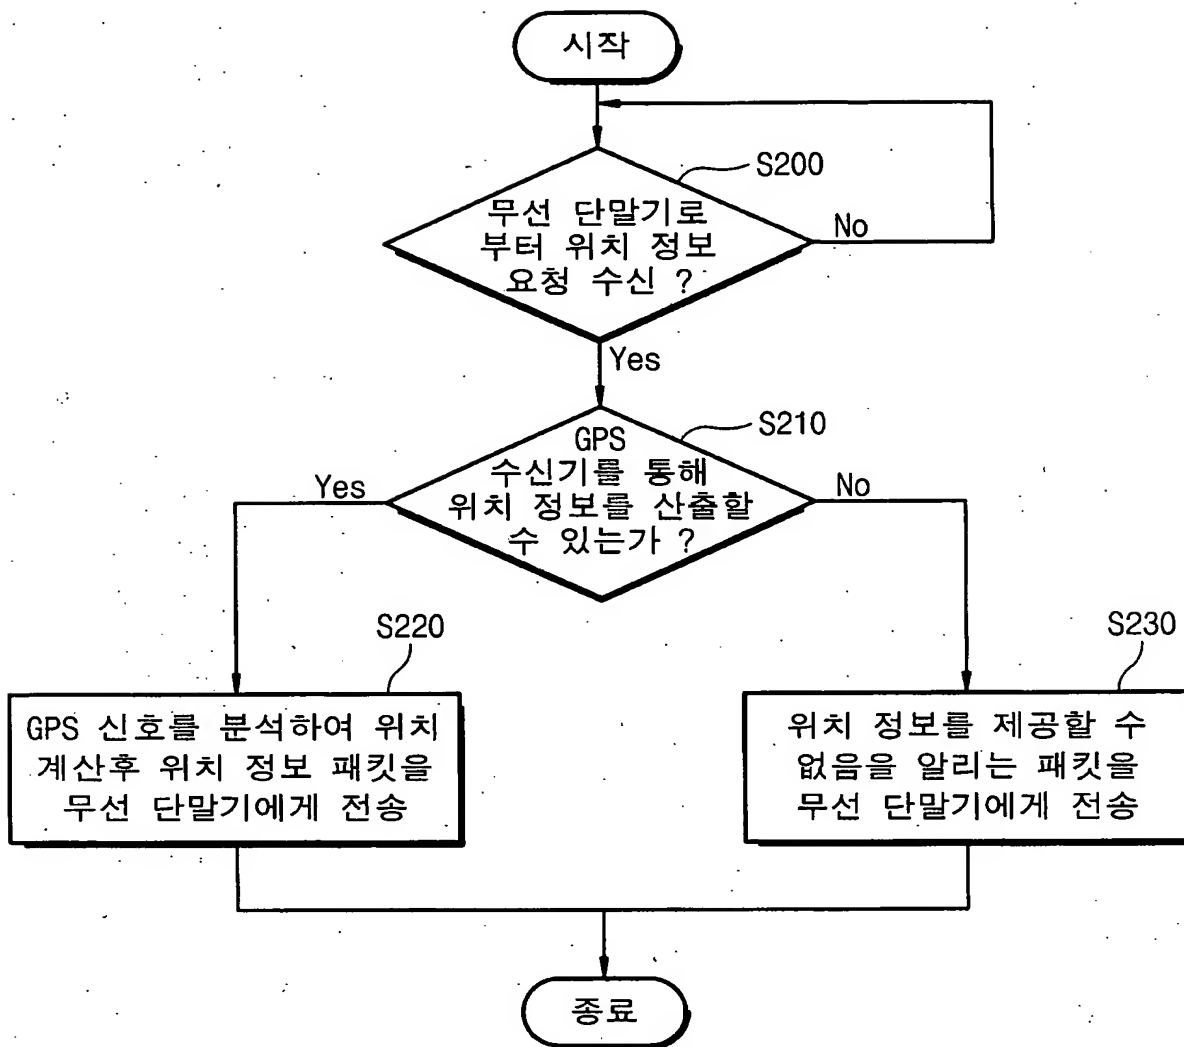 시작
S200
무선 단말기로
부터 위치 정보
요청 수신 ?
No
Yes
S210
GPS
수신기를 통해
위치 정보를 산출할
수 있는가 ?
Yes
No
S220
GPS 신호를 분석하여 위치
계산후 위치 정보 패킷을
무선 단말기에게 전송
S230
위치 정보를 제공할 수
없음을 알리는 패킷을
무선 단말기에게 전송
종료